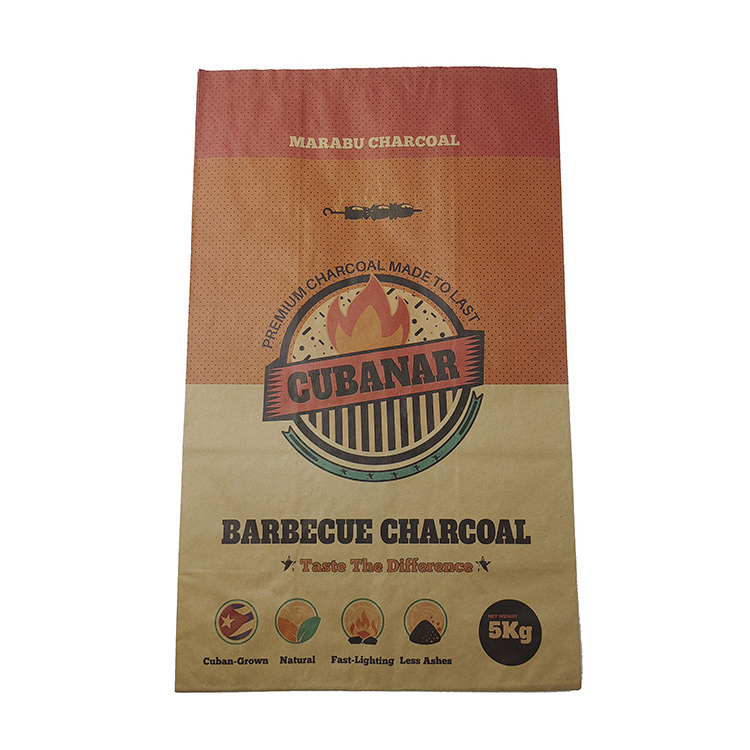 MARABU CHARCOAL
PREMIUM CHARCOAL MADE TO LAST
CUBANAR
BARBECUE CHARCOAL
Taste The Difference
Cuban-Grown
Natural
Fast-Lighting
Less Ashes
NET WEIGHT
5Kg